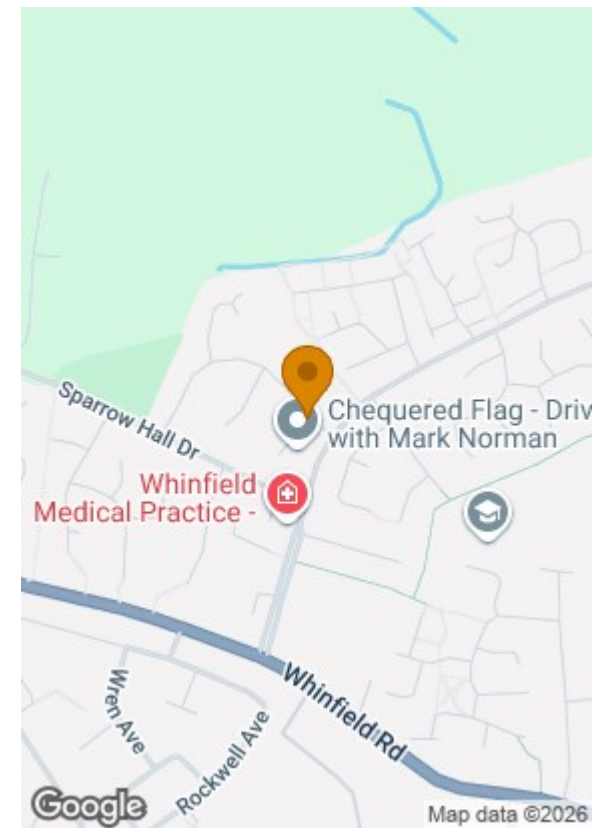 Sparrow Hall Dr
Chequered Flag - Driv
with Mark Norman
Whinfield
Medical Practice -
Whinfield Rd
Wren Ave
Rockwell Ave
Google
Map data ©2026